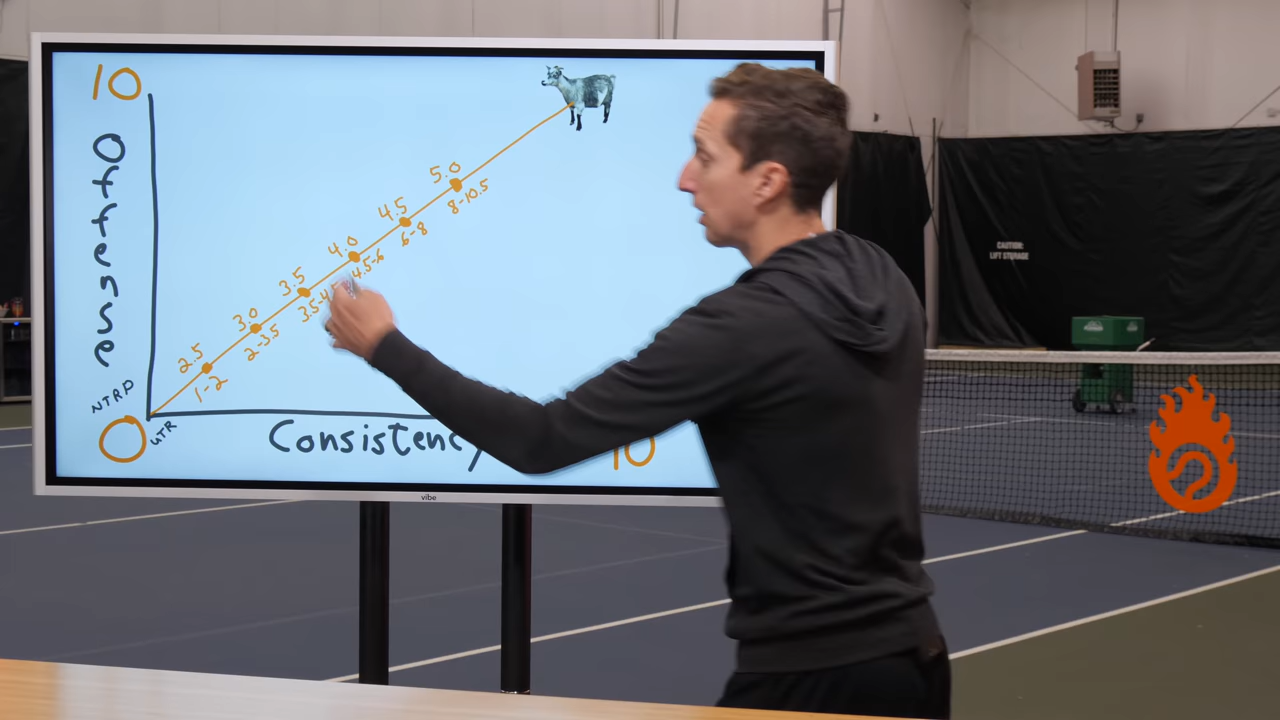 10
Offense
5.0
8-10.5
4.5
6-8
4.0
4.5-6
3.5
3.0
2-3.5
2.5
1-2
NTRP
0
UTR
Consistency
10
vibe
CAUTION:
LIFT STORAGE